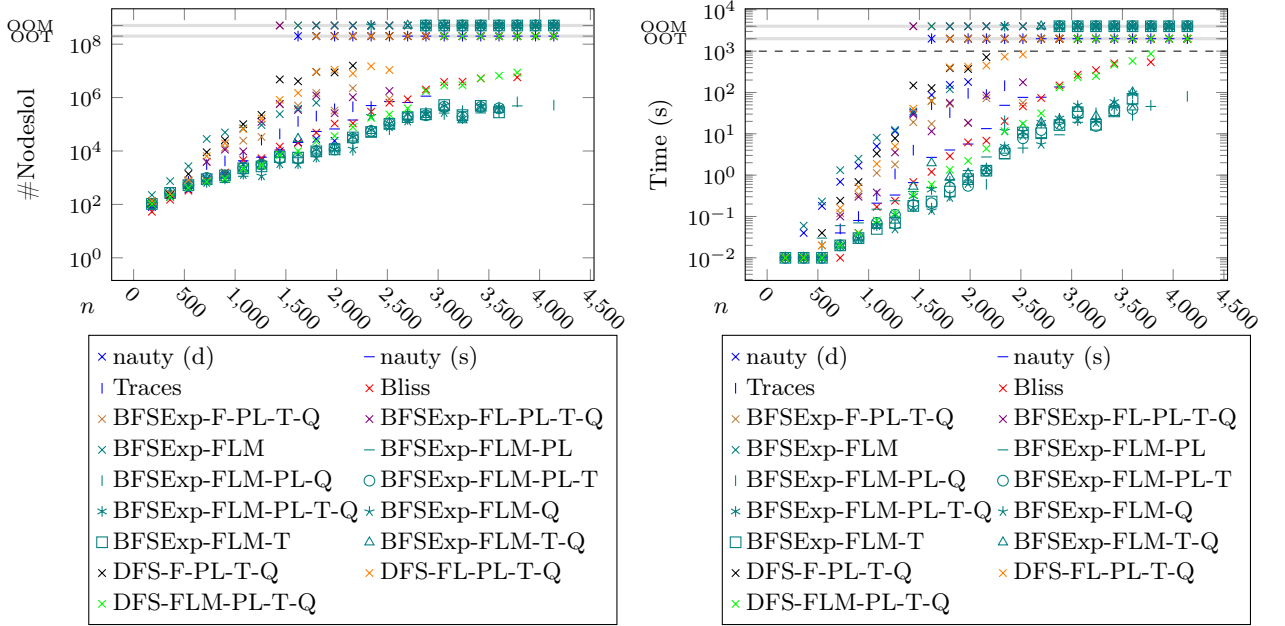 OOM
OOT
10^8
10^6
10^4
10^2
10^0
#Nodeslol
n
0 500 1,000 1,500 2,000 2,500 3,000 3,500 4,000 4,500
nauty (d) nauty (s)
Traces Bliss
BFSExp-F-PL-T-Q BFSExp-FL-PL-T-Q
BFSExp-FLM BFSExp-FLM-PL
BFSExp-FLM-PL-Q BFSExp-FLM-PL-T
BFSExp-FLM-PL-T-Q BFSExp-FLM-Q
BFSExp-FLM-T BFSExp-FLM-T-Q
DFS-F-PL-T-Q DFS-FL-PL-T-Q
DFS-FLM-PL-T-Q
10^4
OOM
OOT
10^3
10^2
10^1
10^0
10^−1
10^−2
Time (s)
n
0 500 1,000 1,500 2,000 2,500 3,000 3,500 4,000 4,500
nauty (d) nauty (s)
Traces Bliss
BFSExp-F-PL-T-Q BFSExp-FL-PL-T-Q
BFSExp-FLM BFSExp-FLM-PL
BFSExp-FLM-PL-Q BFSExp-FLM-PL-T
BFSExp-FLM-PL-T-Q BFSExp-FLM-Q
BFSExp-FLM-T BFSExp-FLM-T-Q
DFS-F-PL-T-Q DFS-FL-PL-T-Q
DFS-FLM-PL-T-Q